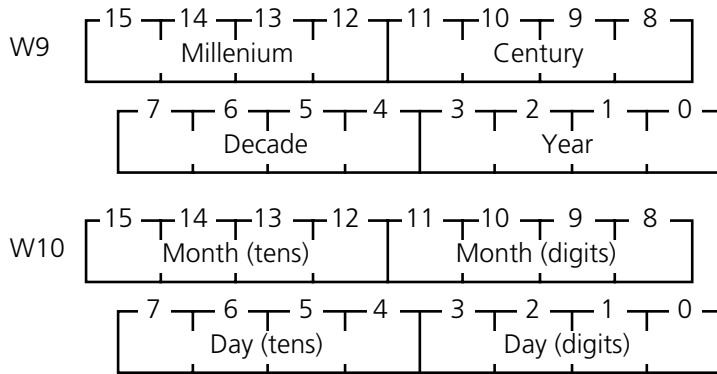 15 14 13 12 11 10 9 8
W9 Millenium Century
7 6 5 4 3 2 1 0
Decade Year
15 14 13 12 11 10 9 8
W10 Month (tens) Month (digits)
7 6 5 4 3 2 1 0
Day (tens) Day (digits)